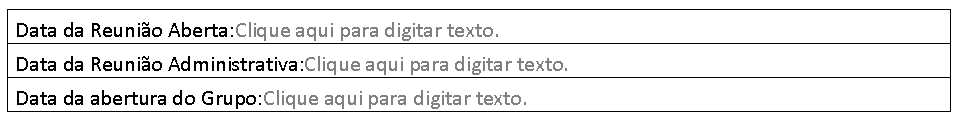 Data da Reunião Aberta:Clique aqui para digitar texto.
Data da Reunião Administrativa:Clique aqui para digitar texto.
Data da abertura do Grupo:Clique aqui para digitar texto.